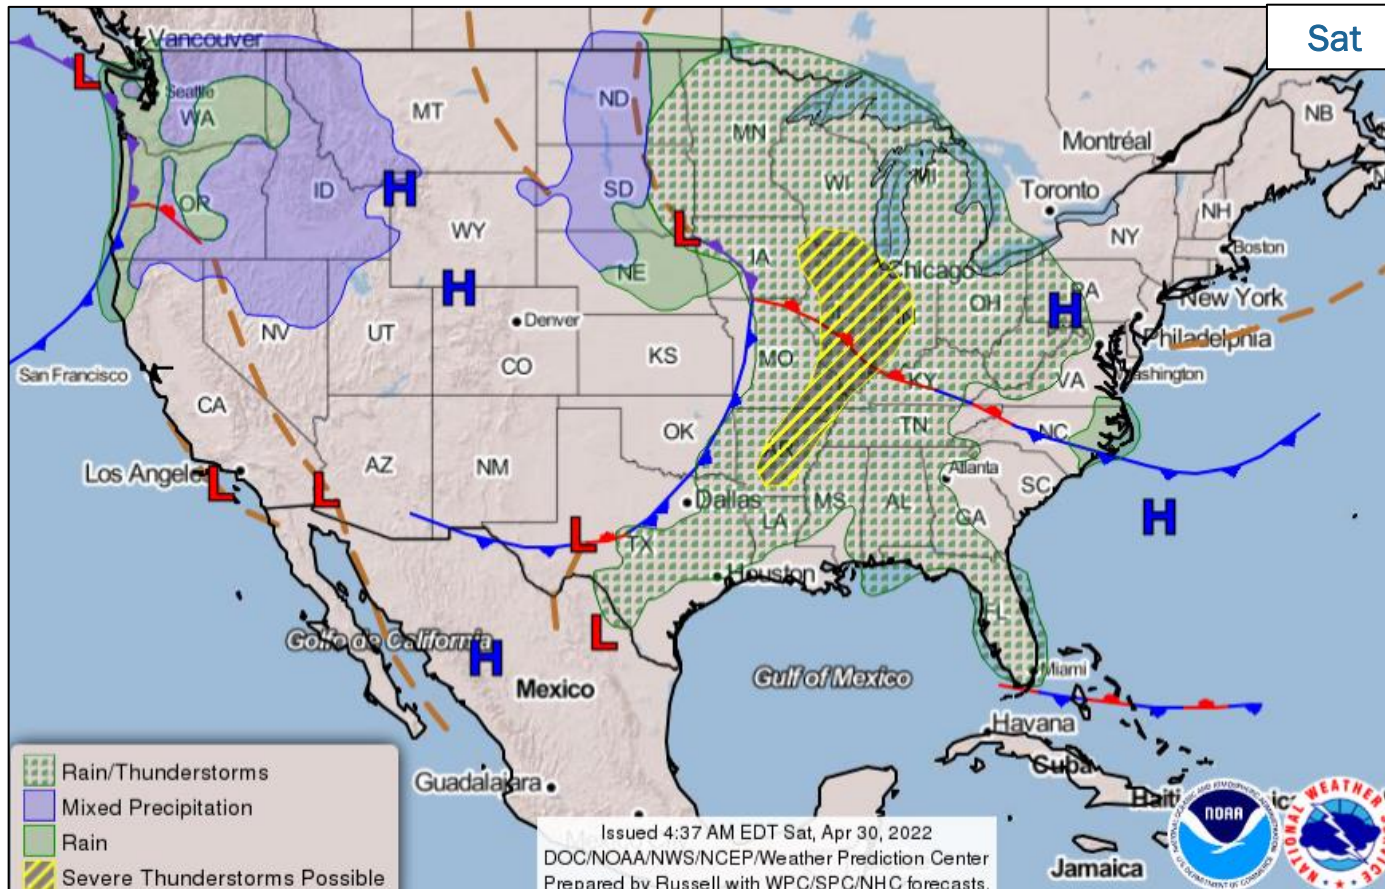 Sat
Vancouver
Seattle
WA
MT
ND
MN
Montréal
NB
OR
ID
SD
WI
MI
Toronto
NH
WY
NY
Boston
NE
IA
Chicago
OH
PA
New York
NV
UT
Denver
CO
KS
MO
KY
VA
Philadelphia
Washington
San Francisco
CA
OK
TN
NC
Los Angeles
AZ
NM
Atlanta
SC
Dallas
MS
AL
GA
LA
TX
Houston
FL
Golfo de California
Mexico
Gulf of Mexico
Miami
Havana
Cuba
Guadalajara
Haiti
Jamaica
L
H
H
L
H
L
L
L
H
L
H
Rain/Thunderstorms
Mixed Precipitation
Rain
Severe Thunderstorms Possible
Issued 4:37 AM EDT Sat, Apr 30, 2022
DOC/NOAA/NWS/NCEP/Weather Prediction Center
Prepared by Russell with WPC/SPC/NHC forecasts.
NOAA